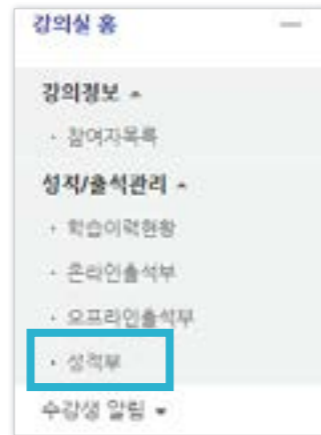 강의실 홈
강의정보
참여자목록
성적/출석관리
학습이력현황
온라인출석부
오프라인출석부
성적부
수강생 알림